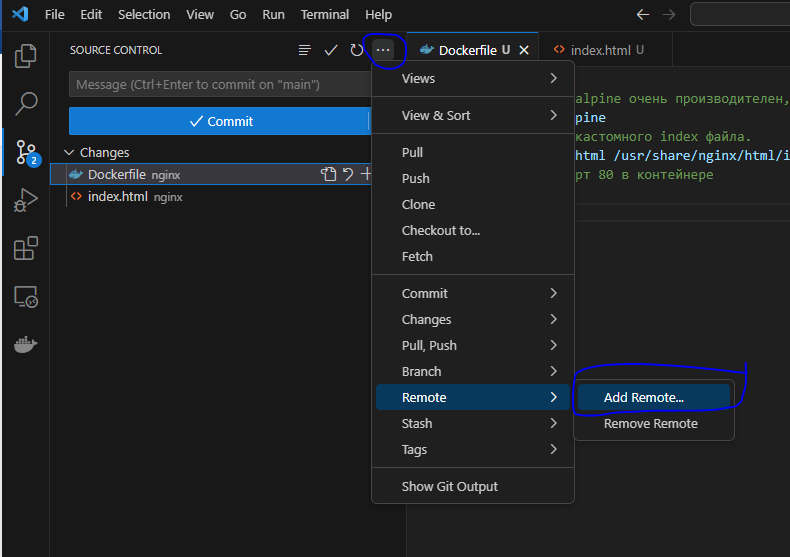 File Edit Selection View Go Run Terminal Help
SOURCE CONTROL
Dockerfile U
index.html U
Message (Ctrl+Enter to commit on "main")
Commit
Changes
Dockerfile nginx
index.html nginx
2
Views
View & Sort
Pull
Push
Clone
Checkout to...
Fetch
Commit
Changes
Pull, Push
Branch
Remote
Stash
Tags
Show Git Output
Add Remote...
Remove Remote
alpine очень производителен,
pine
кастомного index файла.
html /usr/share/nginx/html/i
рт 80 в контейнере